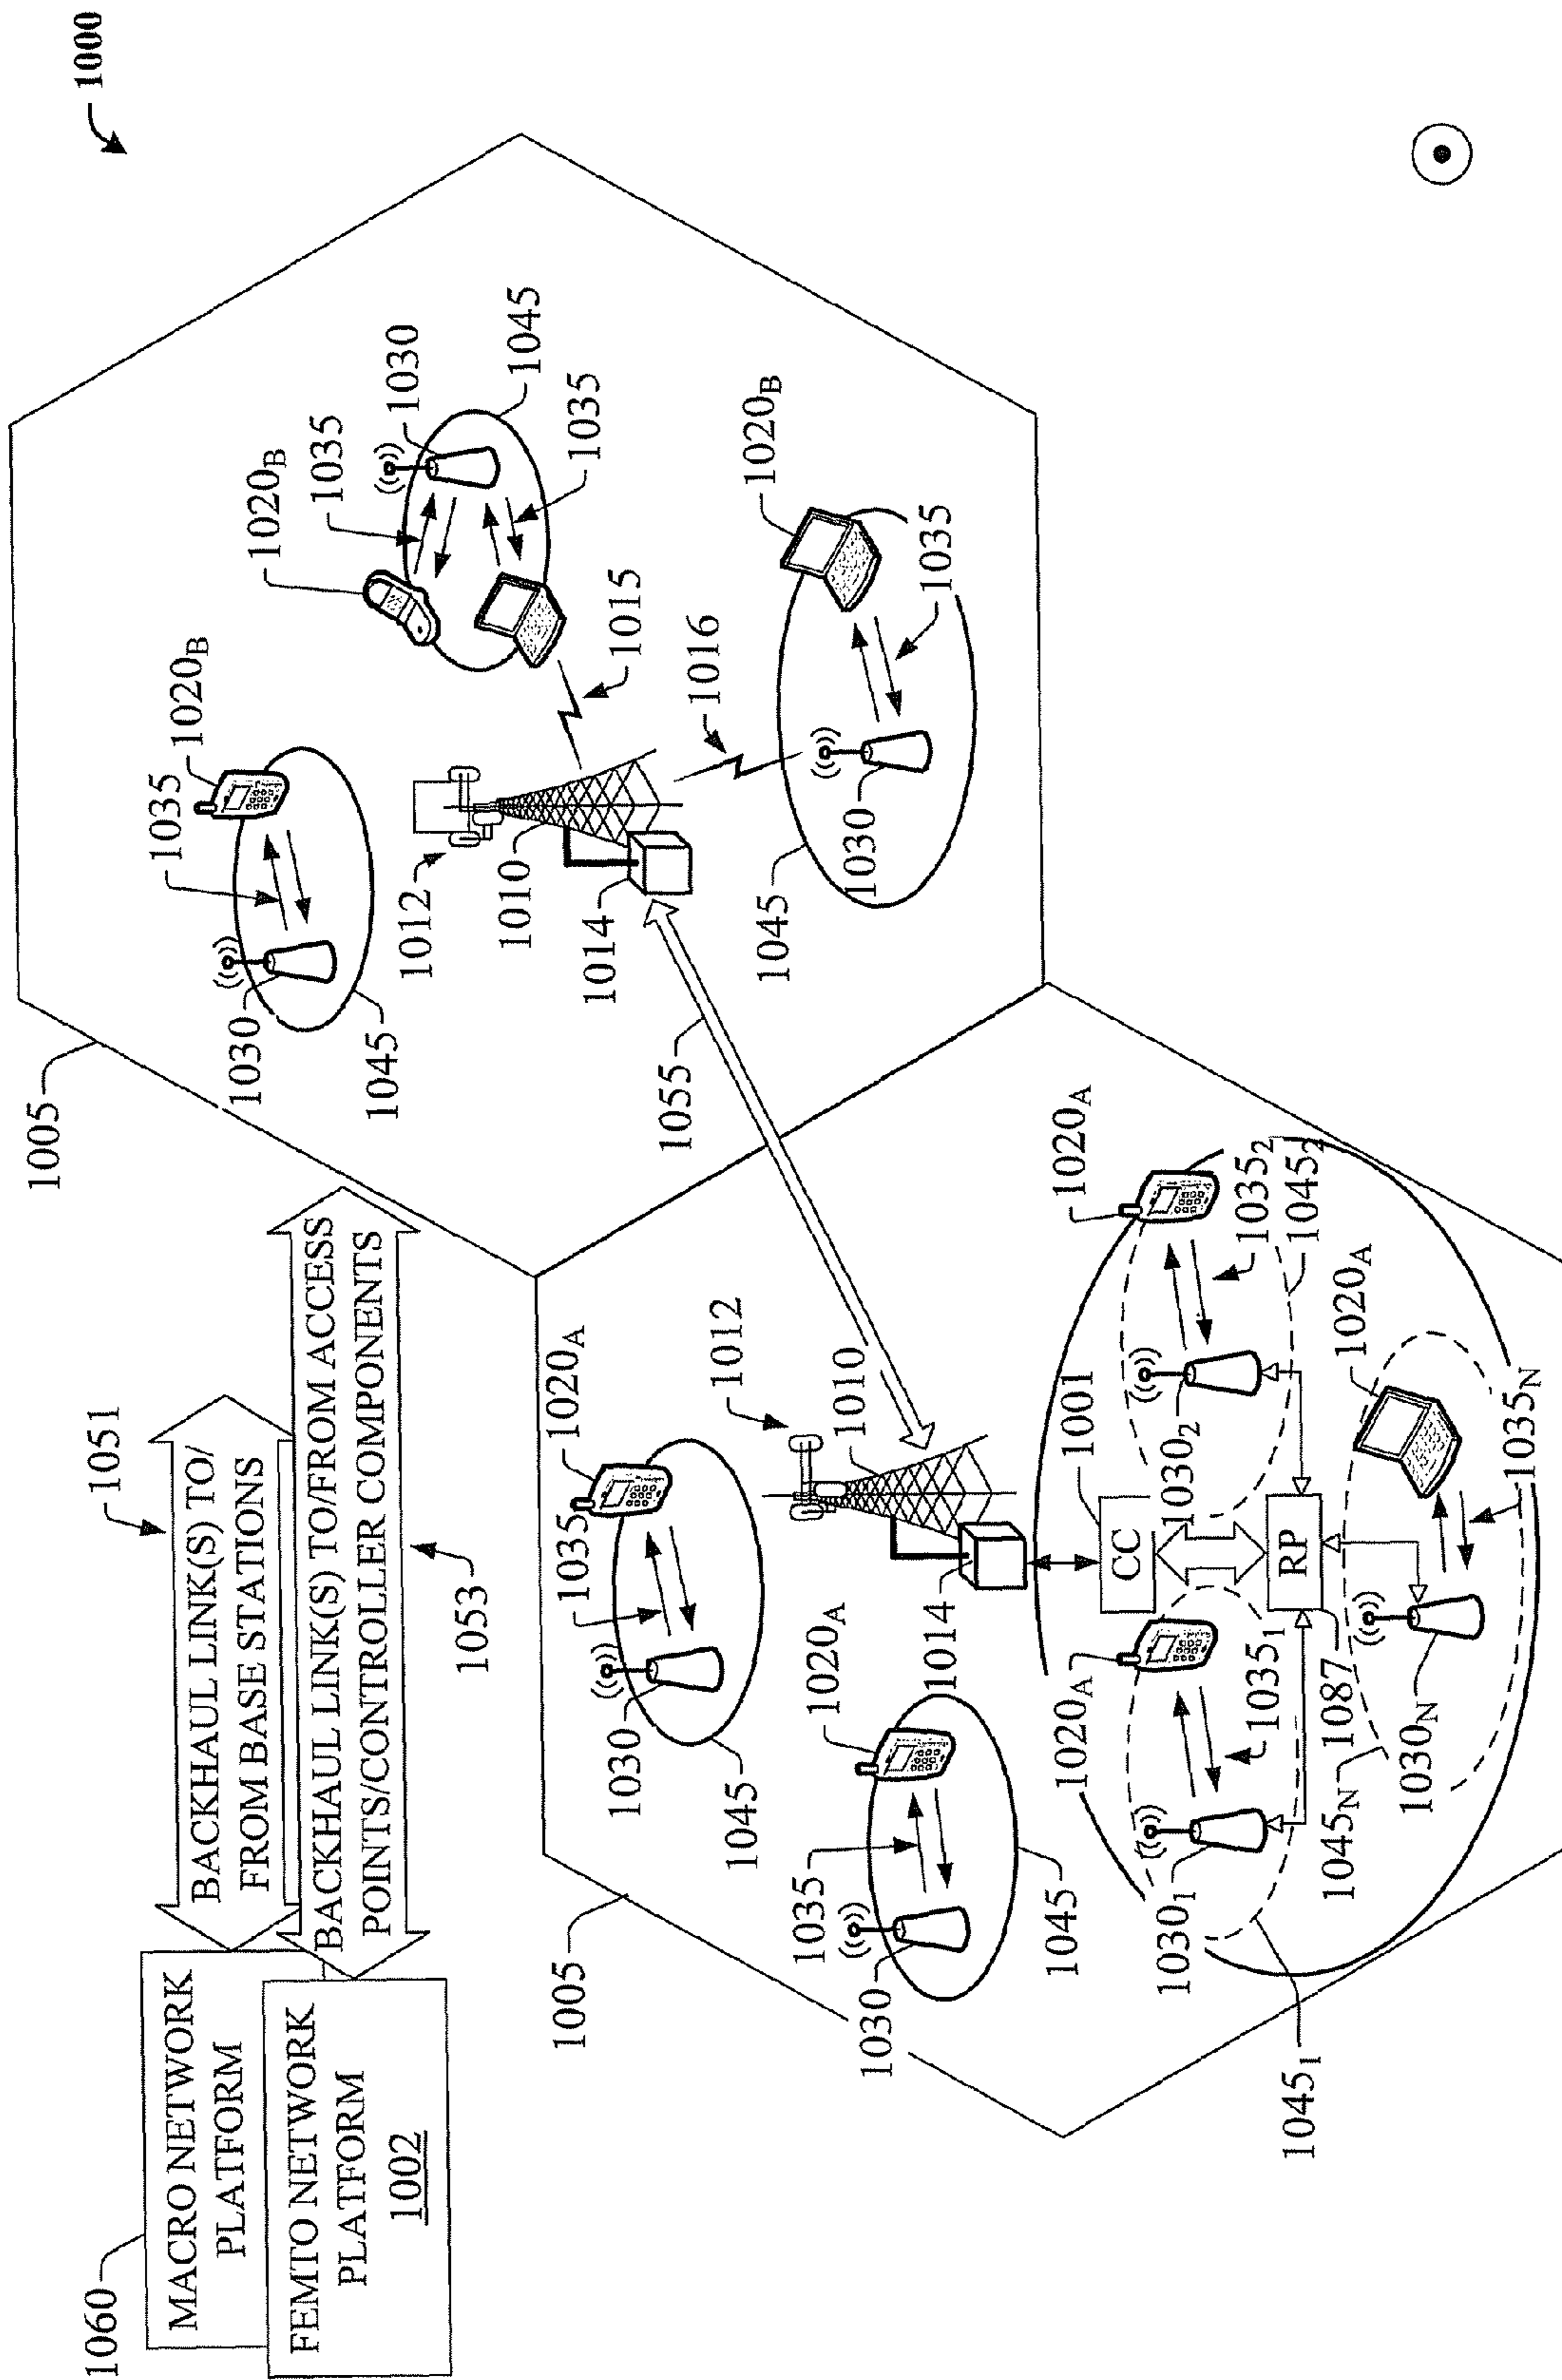 1000
1060
MACRO NETWORK
PLATFORM
FEMTO NETWORK
PLATFORM
1002
1051
BACKHAUL LINK(S) TO/
FROM BASE STATIONS
BACKHAUL LINK(S) TO/FROM ACCESS
POINTS/CONTROLLER COMPONENTS
1053
1005
1030
1045
1035
1020B
1012
1010
1014
1055
1020B
1035
1030
1045
1035
1015
1016
1020B
1035
1030
1045
1005
1030
1045
1035
1020A
1030
1035
1045
1020A
1012
1010
1014
1001
CC
RP
1087
1020A
10301
10351
10451
1020A
10302
10352
10452
1020A
1030N
1035N
1045N